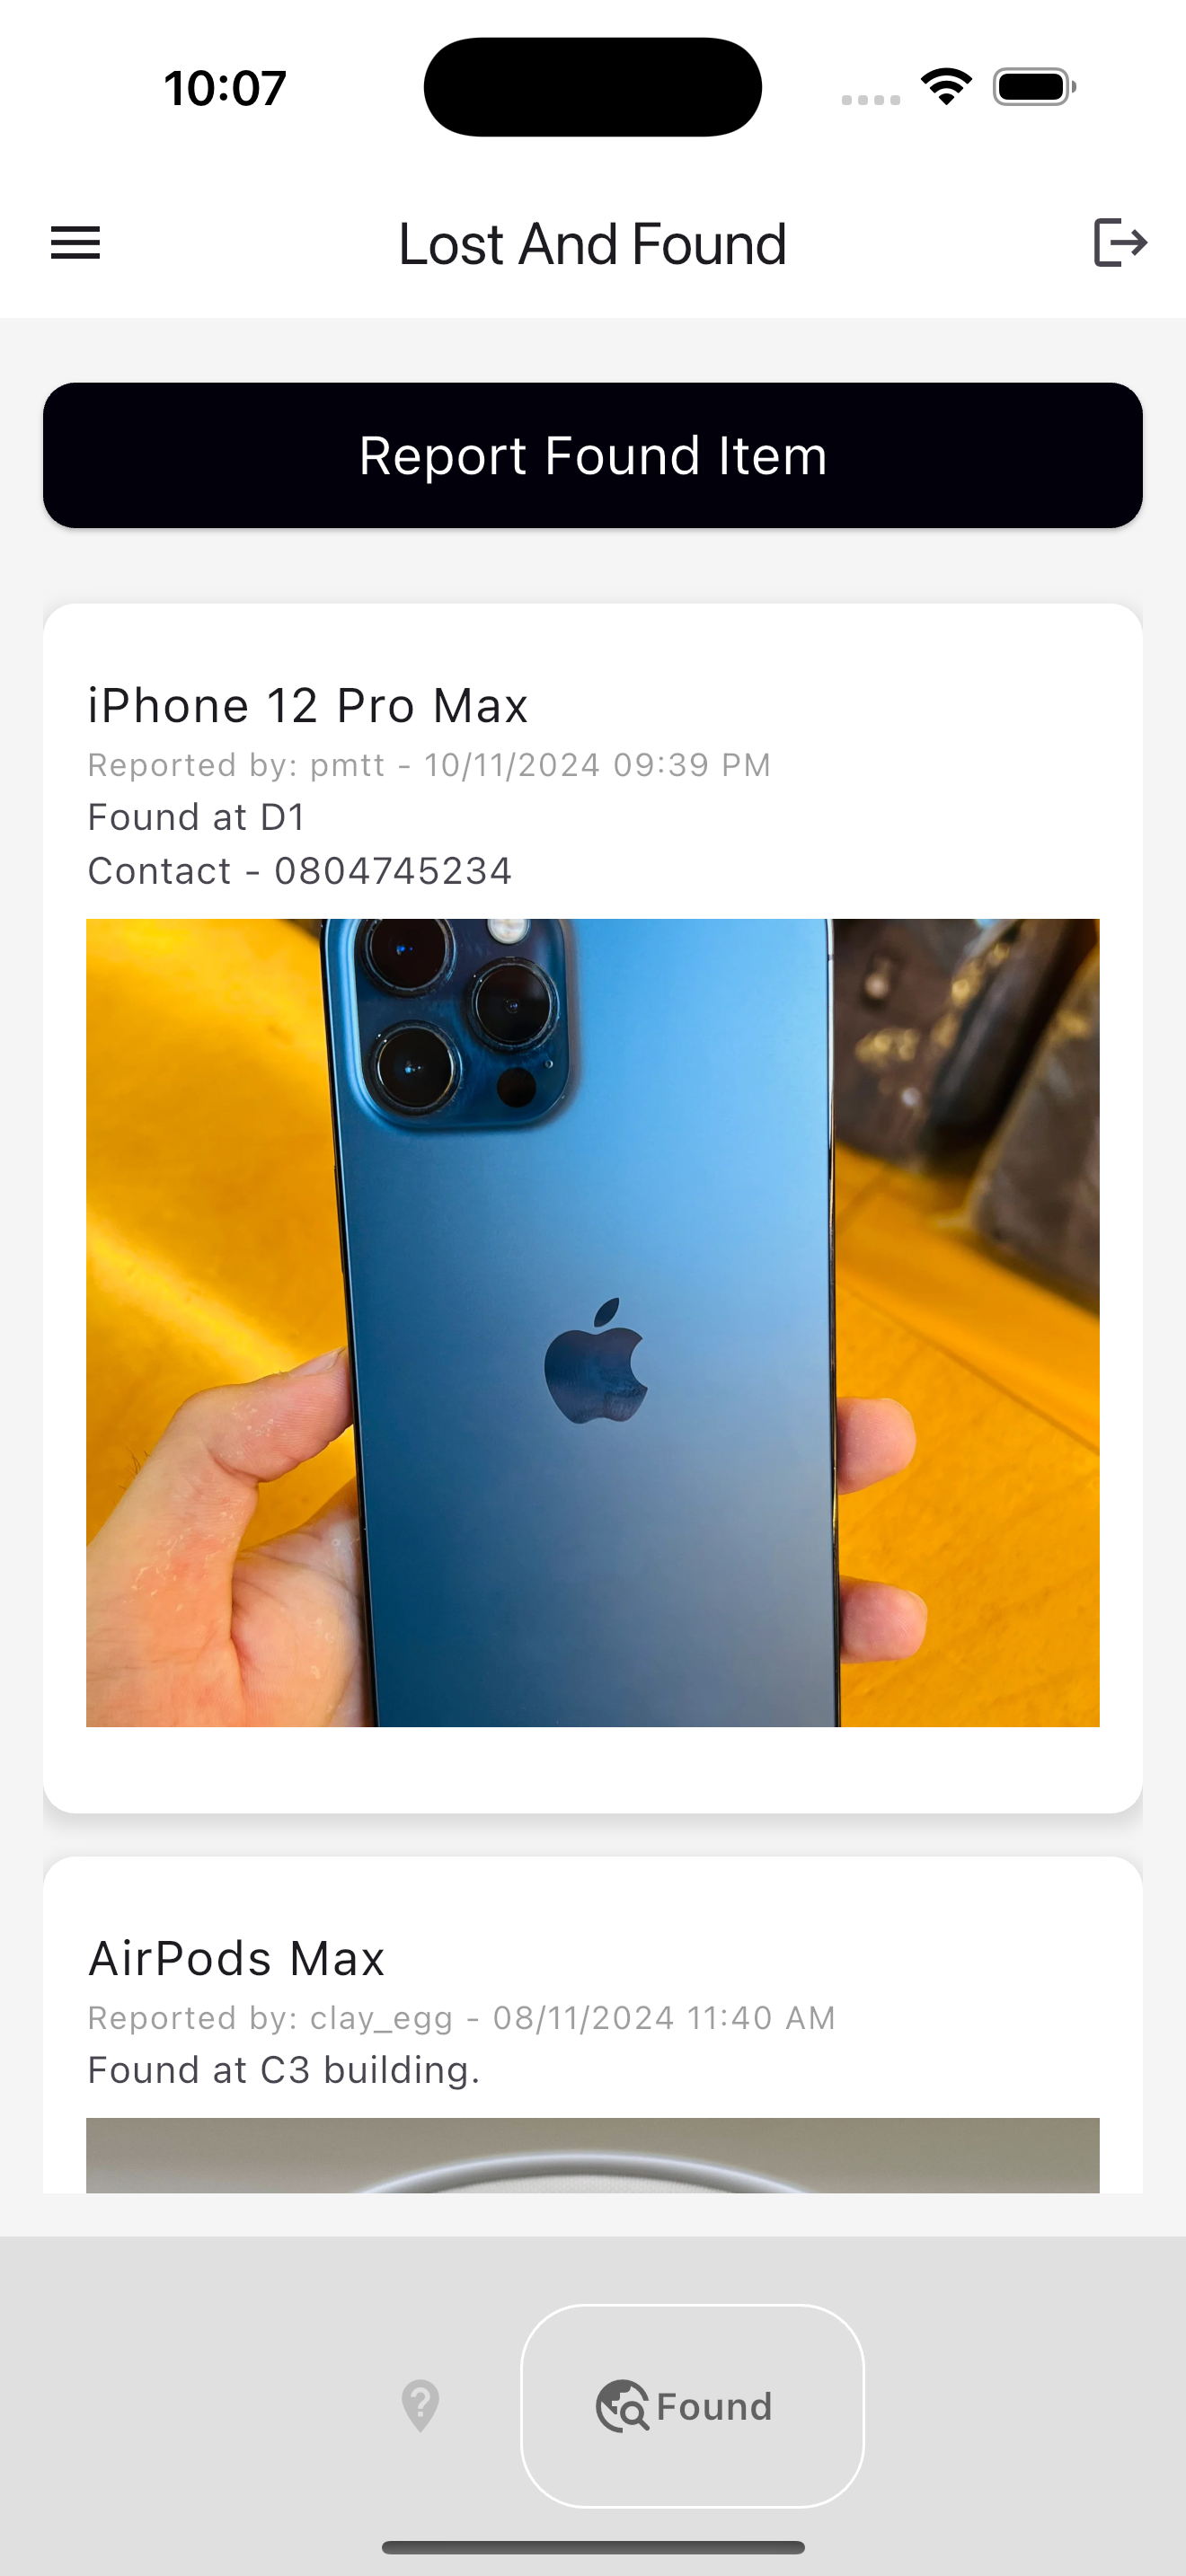 10:07
Lost And Found
Report Found Item
iPhone 12 Pro Max
Reported by: pmtt - 10/11/2024 09:39 PM
Found at D1
Contact - 0804745234
AirPods Max
Reported by: clay_egg - 08/11/2024 11:40 AM
Found at C3 building.
Found